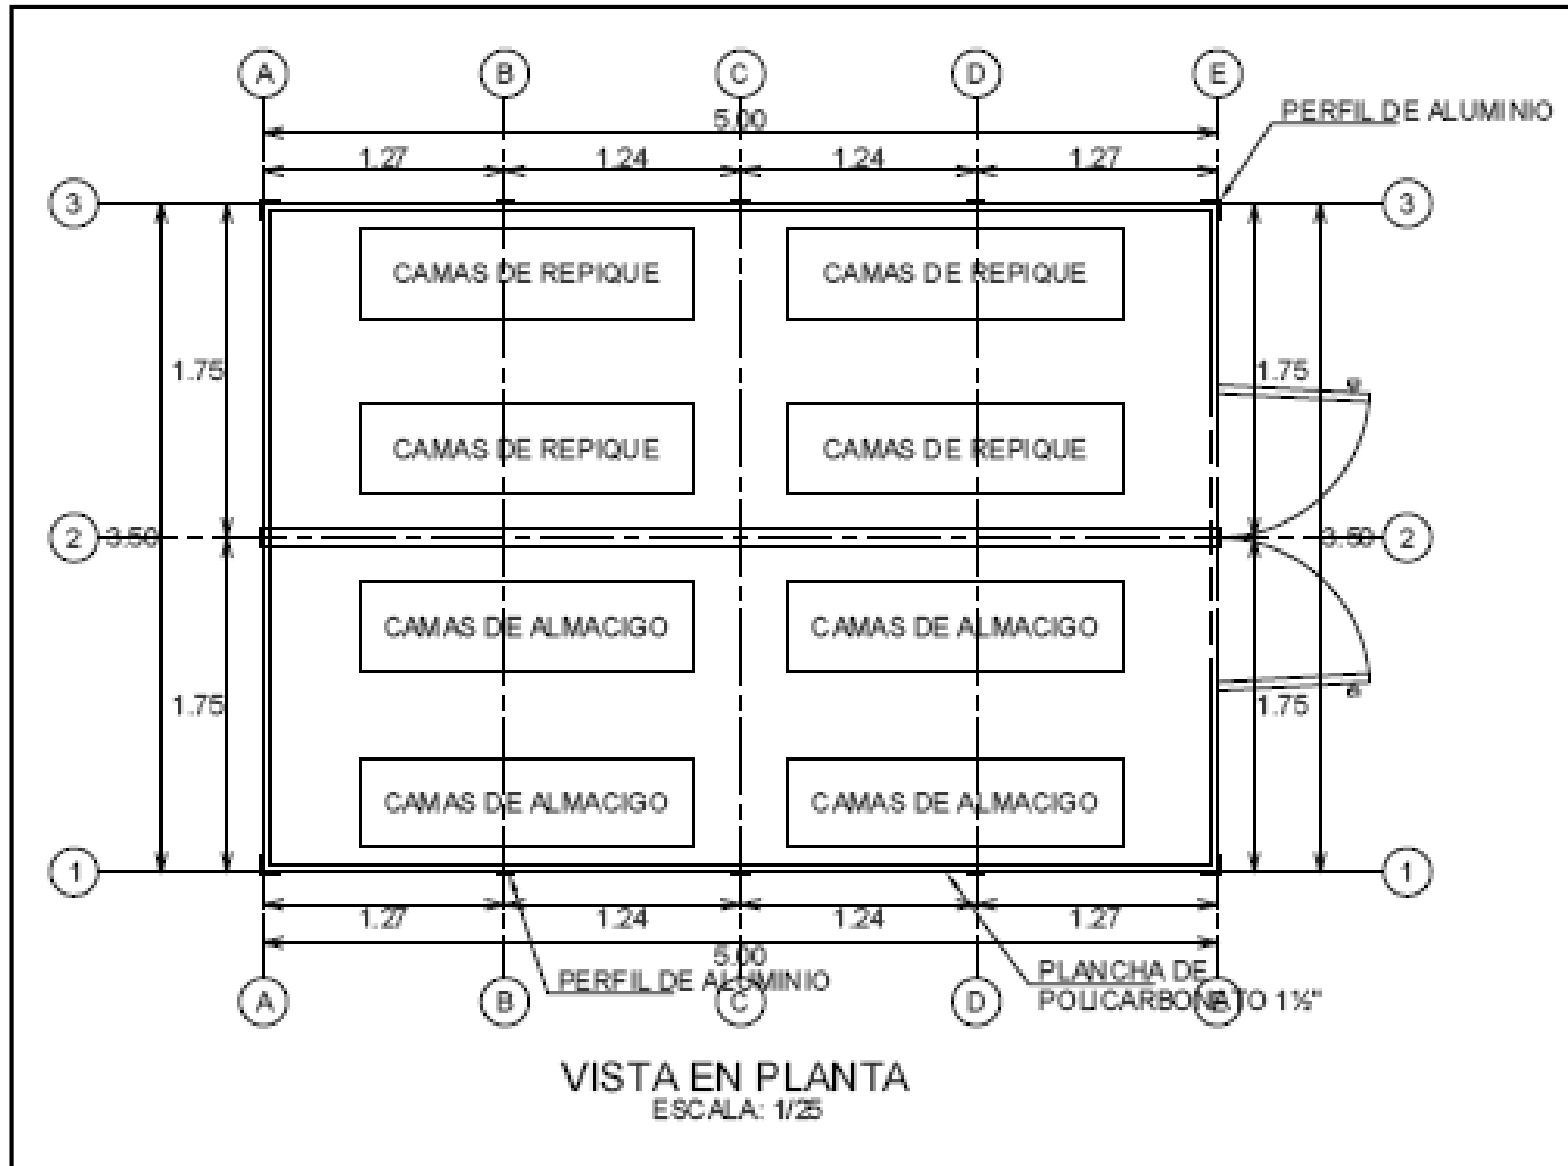 A B C D E
5.00
PERFIL DE ALUMINIO
1.27 1.24 1.24 1.27
3 3
CAMAS DE REPIQUE CAMAS DE REPIQUE
1.75 1.75
CAMAS DE REPIQUE CAMAS DE REPIQUE
2 3.50 3.50 2
CAMAS DE ALMACIGO CAMAS DE ALMACIGO
1.75 1.75
CAMAS DE ALMACIGO CAMAS DE ALMACIGO
1 1
1.27 1.24 1.24 1.27
5.00
PERFIL DE ALUMINIO
PLANCHA DE
POLICARBONATO 1½"
A B C D E
VISTA EN PLANTA
ESCALA: 1/25